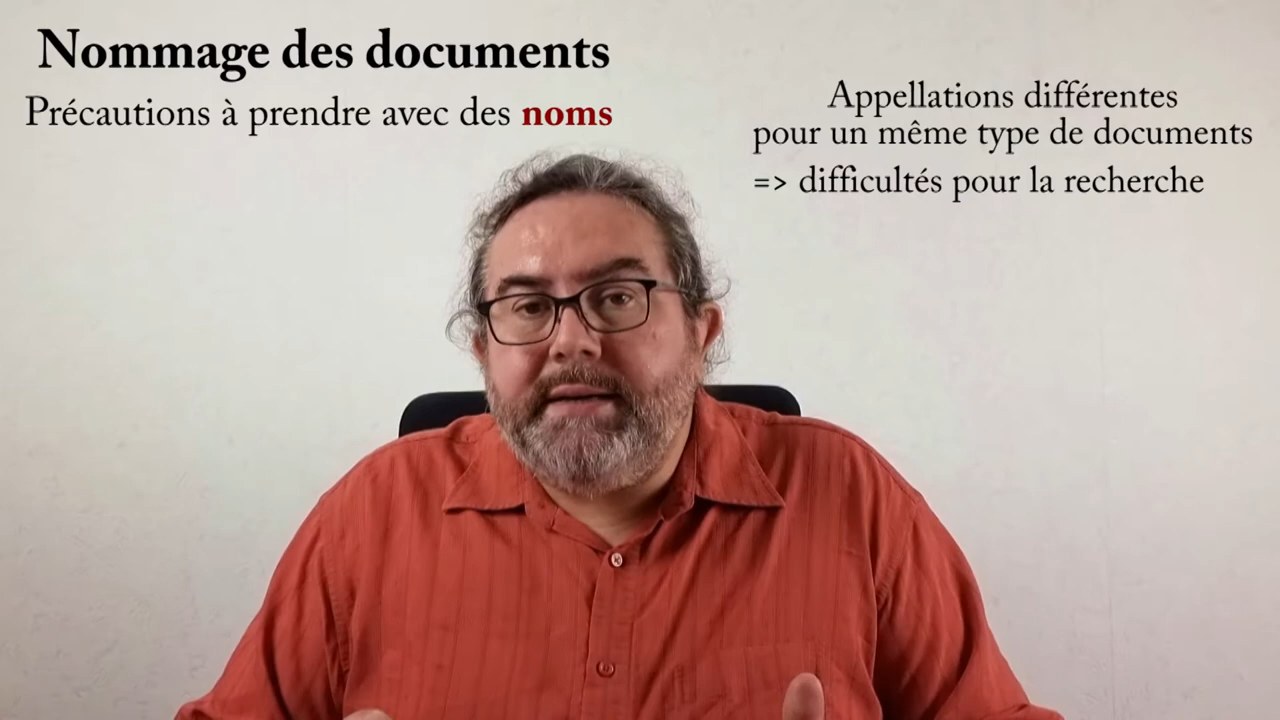 Nommage des documents
Précautions à prendre avec des noms
Appellations différentes
pour un même type de documents
=> difficultés pour la recherche